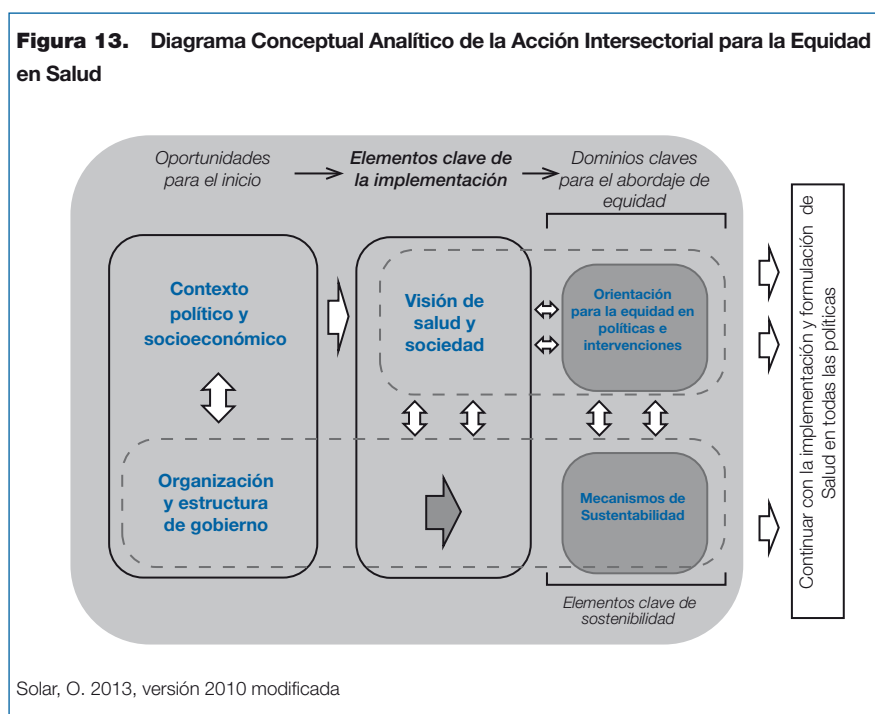 Figura 13. Diagrama Conceptual Analítico de la Acción Intersectorial para la Equidad
en Salud
Oportunidades
para el inicio
Elementos clave de
la implementación
Dominios claves
para el abordaje de
equidad
Contexto
político y
socioeconómico
Visión de
salud y
sociedad
Orientación
para la equidad en
políticas e
intervenciones
Organización
y estructura
de gobierno
Mecanismos de
Sustentabilidad
Elementos clave de
sostenibilidad
Continuar con la implementación y formulación de
Salud en todas las políticas
Solar, O. 2013, versión 2010 modificada